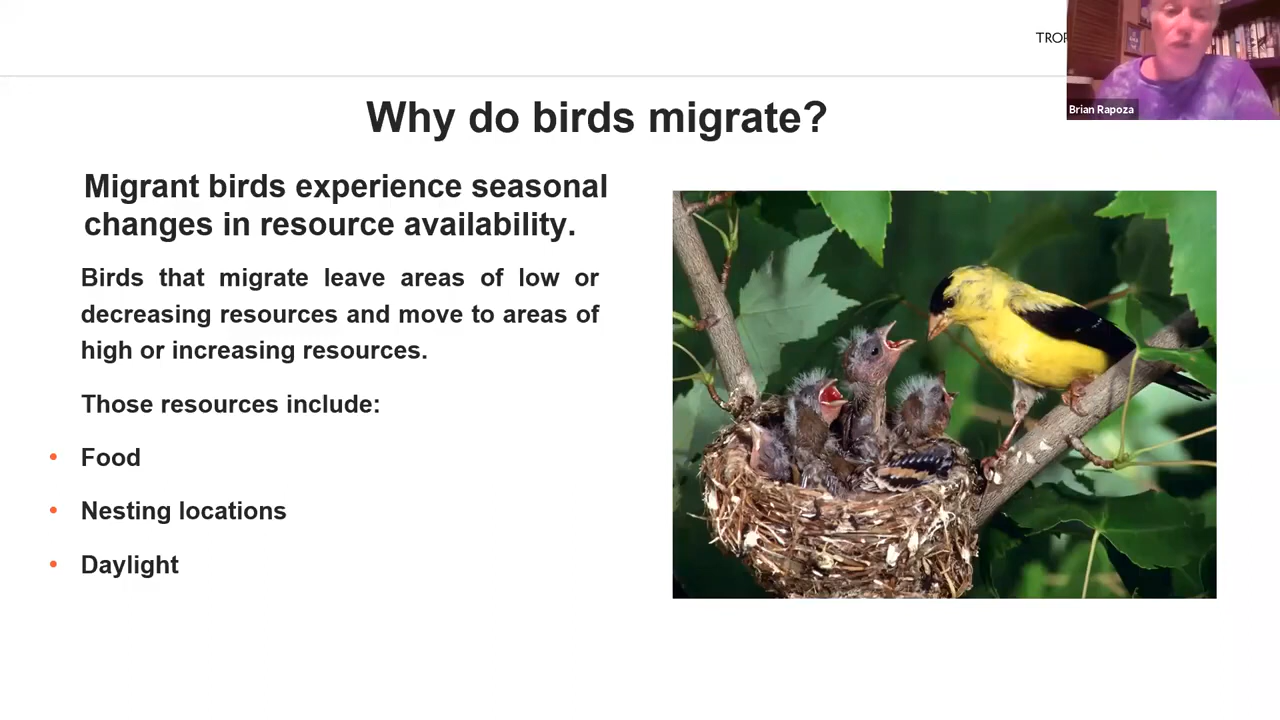 Brian Rapoza
Why do birds migrate?
Migrant birds experience seasonal
changes in resource availability.
Birds that migrate leave areas of low or
decreasing resources and move to areas of
high or increasing resources.
Those resources include:
• Food
• Nesting locations
• Daylight